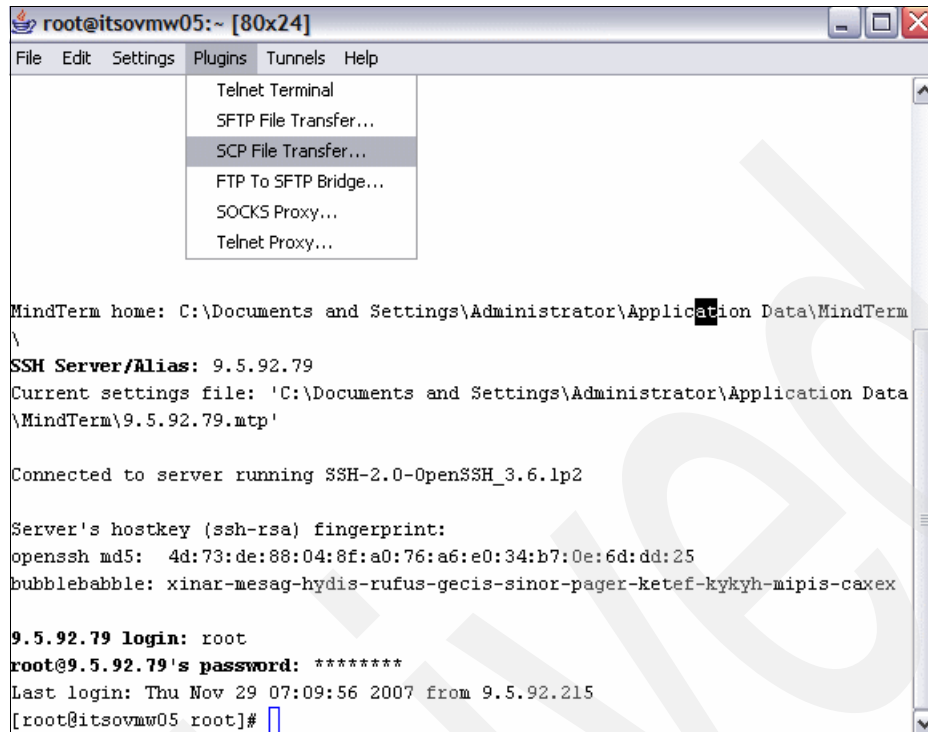 root@itsovmw05:~ [80x24]
File Edit Settings Plugins Tunnels Help
Telnet Terminal
SFTP File Transfer...
SCP File Transfer...
FTP To SFTP Bridge...
SOCKS Proxy...
Telnet Proxy...
MindTerm home: C:\Documents and Settings\Administrator\Application Data\MindTerm
\
SSH Server/Alias: 9.5.92.79
Current settings file: 'C:\Documents and Settings\Administrator\Application Data
\MindTerm\9.5.92.79.mtp'
Connected to server running SSH-2.0-OpenSSH_3.6.1p2
Server's hostkey (ssh-rsa) fingerprint:
openssh md5:  4d:73:de:88:04:8f:a0:76:a6:e0:34:b7:0e:6d:dd:25
bubblebabble: xinar-mesag-hydis-rufus-gecis-sinor-pager-ketef-kykyh-mipis-caxex
9.5.92.79 login: root
root@9.5.92.79's password: ********
Last login: Thu Nov 29 07:09:56 2007 from 9.5.92.215
[root@itsovmw05 root]#